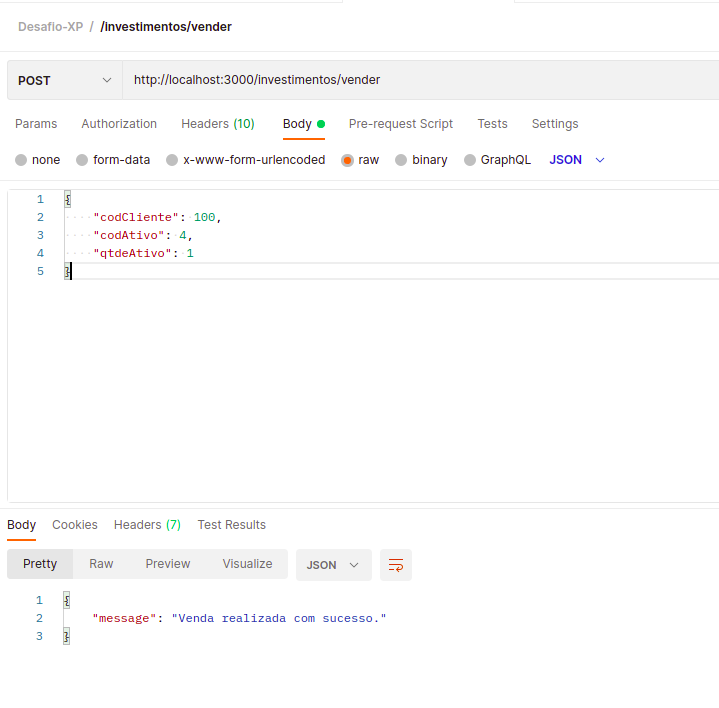 Desafio-XP / /investimentos/vender
POST http://localhost:3000/investimentos/vender
Params Authorization Headers (10) Body Pre-request Script Tests Settings
none form-data x-www-form-urlencoded raw binary GraphQL JSON
1 {
2 "codCliente": 100,
3 "codAtivo": 4,
4 "qtdeAtivo": 1
5 }
Body Cookies Headers (7) Test Results
Pretty Raw Preview Visualize JSON
1 {
2 "message": "Venda realizada com sucesso."
3 }